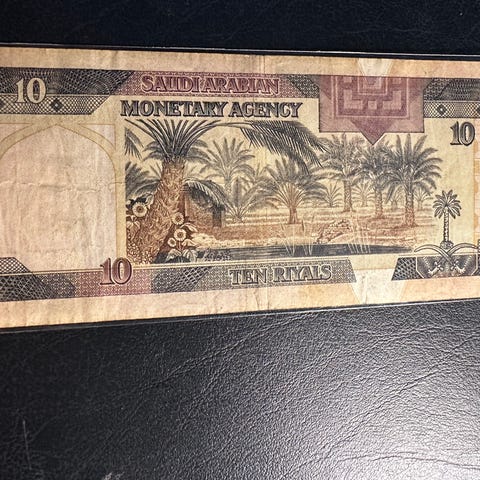 10
SAUDI ARABIAN
MONETARY AGENCY
10
10
TEN RIYALS